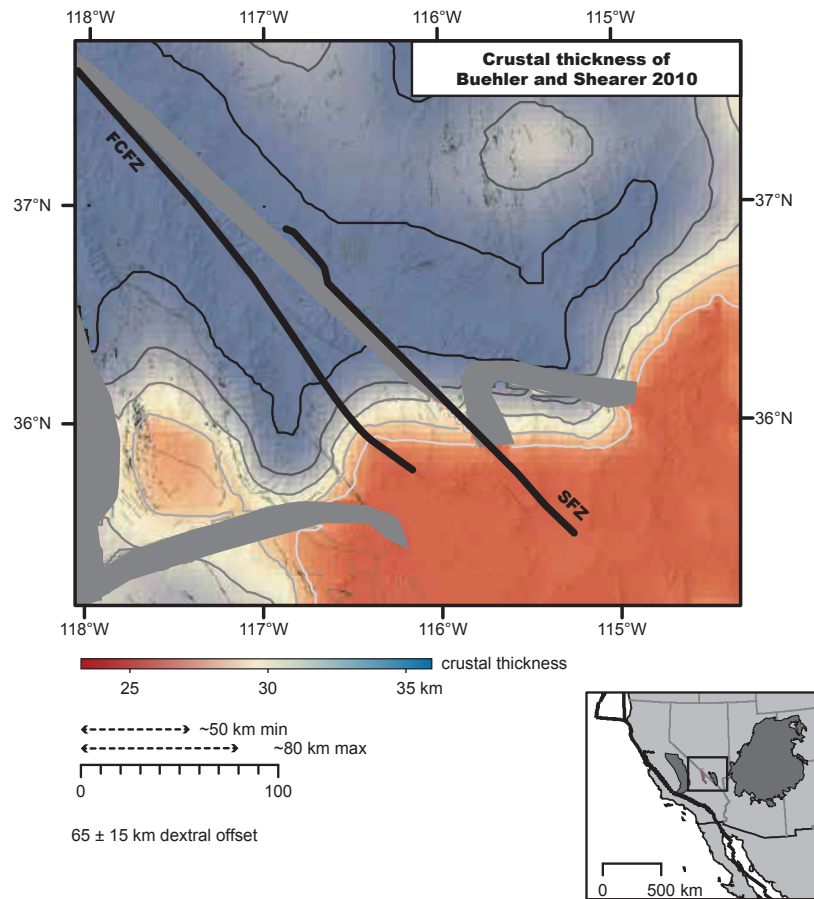 118°W 117°W 116°W 115°W
Crustal thickness of
Buehler and Shearer 2010
FCFZ
37°N 37°N
36°N 36°N
SFZ
118°W 117°W 116°W 115°W
crustal thickness
25 30 35 km
~50 km min
~80 km max
0 100
65 ± 15 km dextral offset
0 500 km